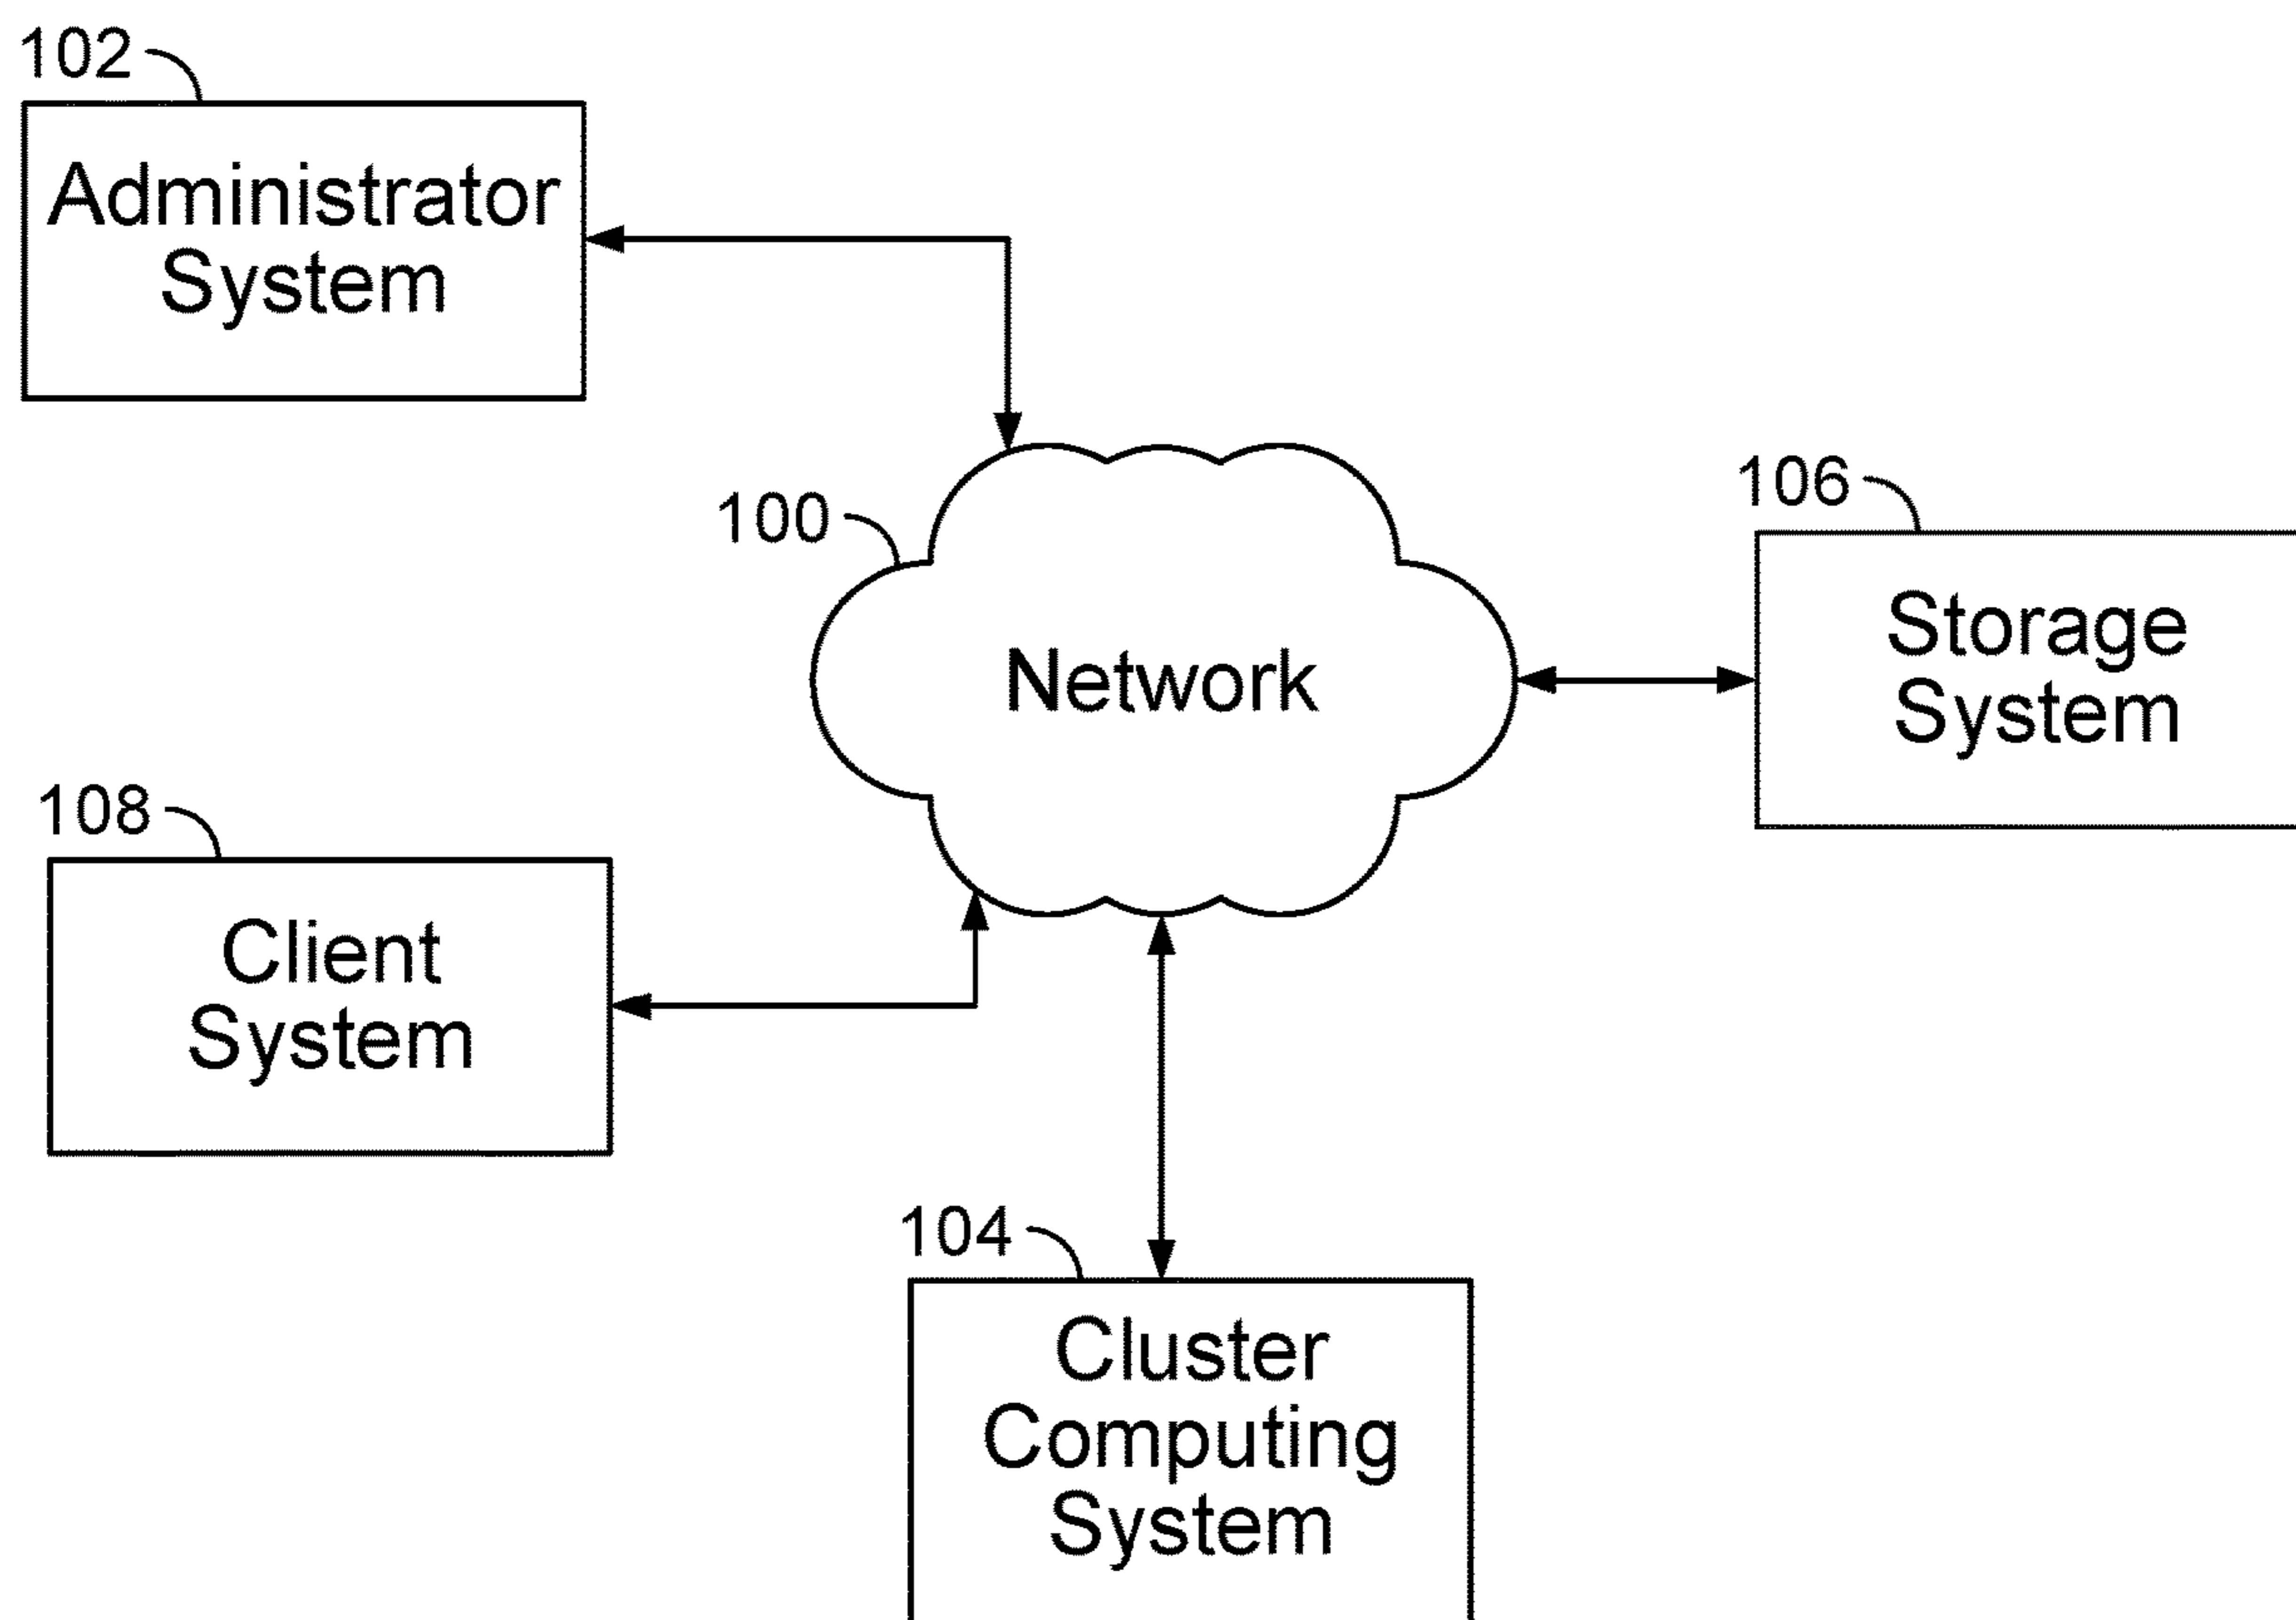 102
Administrator
System
100
Network
106
Storage
System
108
Client
System
104
Cluster
Computing
System